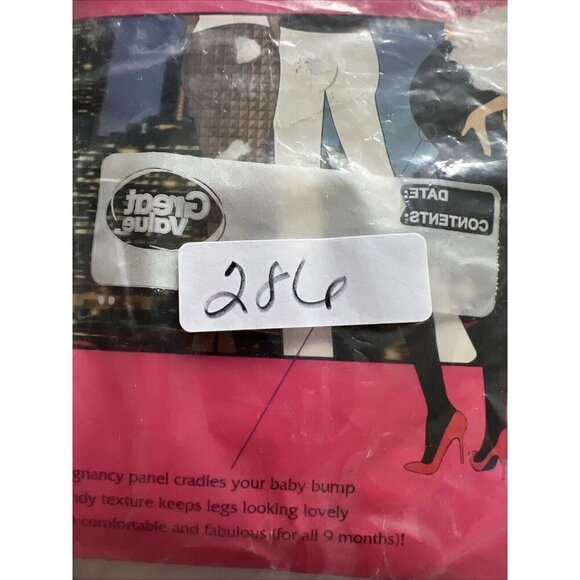 Great
Value
DATE:
CONTENTS:
286
gnancy panel cradles your baby bump
dy texture keeps legs looking lovely
comfortable and fabulous (for all 9 months)!